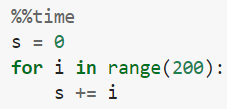 %%time
s = 0
for i in range(200):
    s += i